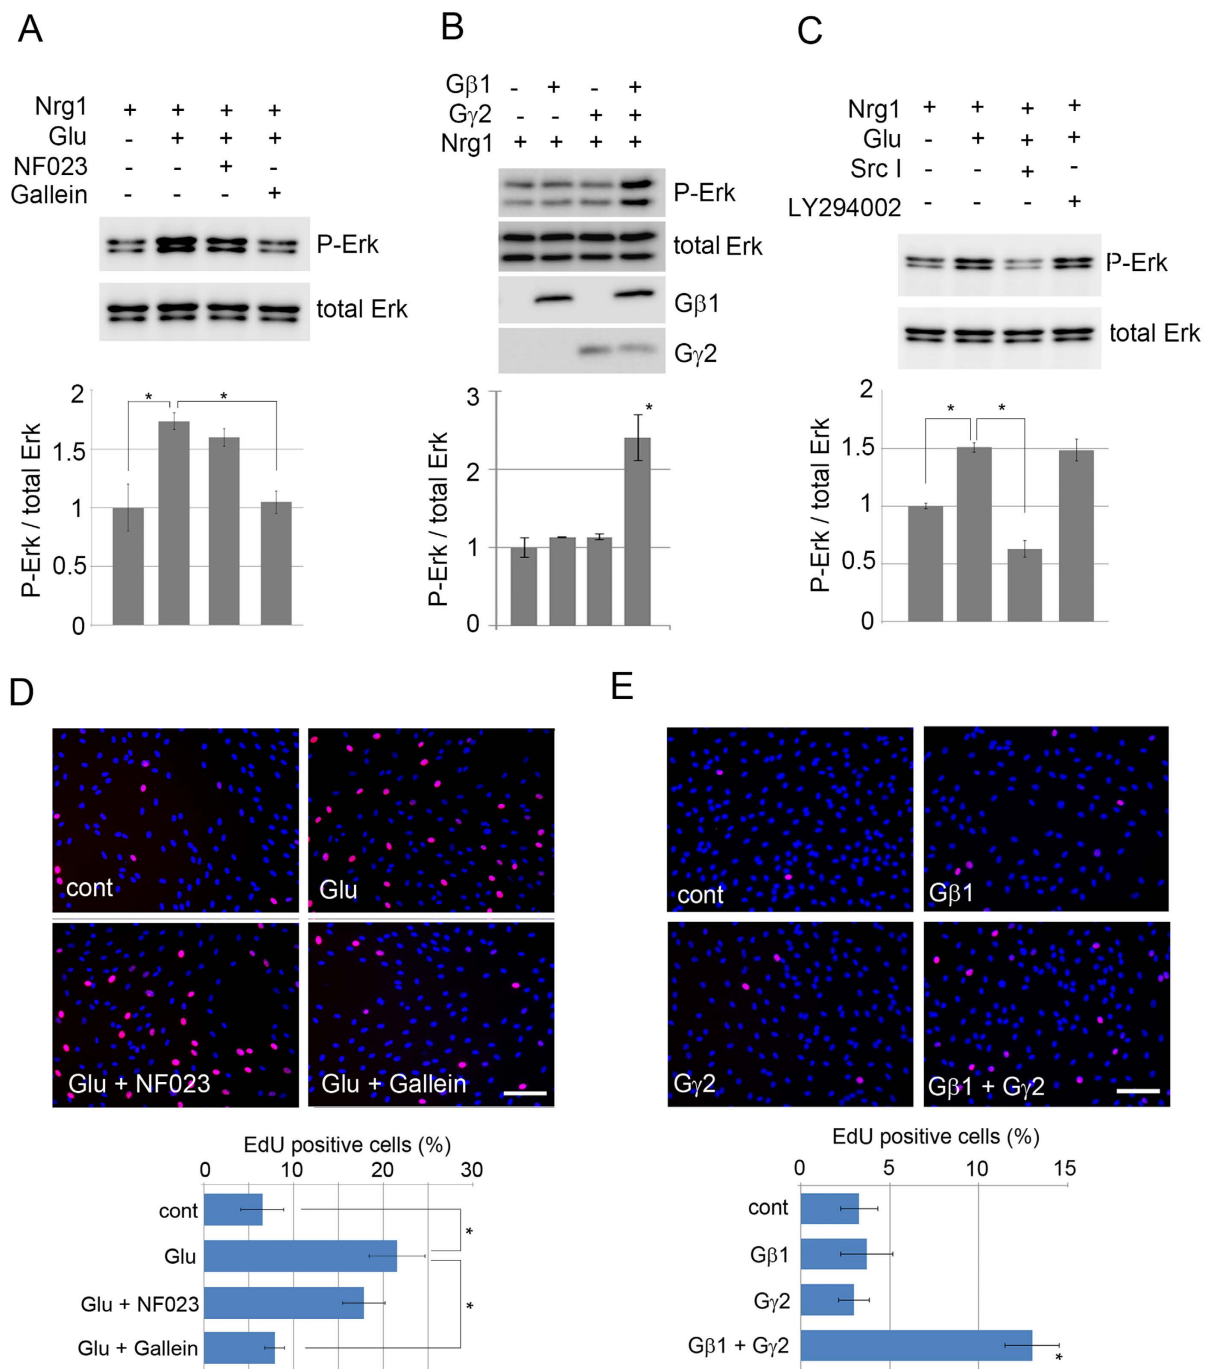 A
Nrg1 + + + +
Glu - + + +
NF023 - - + -
Gallein - - - +
P-Erk
total Erk
P-Erk / total Erk
2
1.5
1
0.5
0
* *
B
Gβ1 - + - +
Gγ2 - - + +
Nrg1 + + + +
P-Erk
total Erk
Gβ1
Gγ2
P-Erk / total Erk
3
2
1
0
*
C
Nrg1 + + + +
Glu - + + +
Src I - - + -
LY294002 - - - +
P-Erk
total Erk
P-Erk / total Erk
2
1.5
1
0.5
0
* *
D
cont
Glu
Glu + NF023
Glu + Gallein
EdU positive cells (%)
0 10 20 30
cont
Glu
Glu + NF023
Glu + Gallein
*
*
E
cont
Gβ1
Gγ2
Gβ1 + Gγ2
EdU positive cells (%)
0 5 10 15
cont
Gβ1
Gγ2
Gβ1 + Gγ2
*